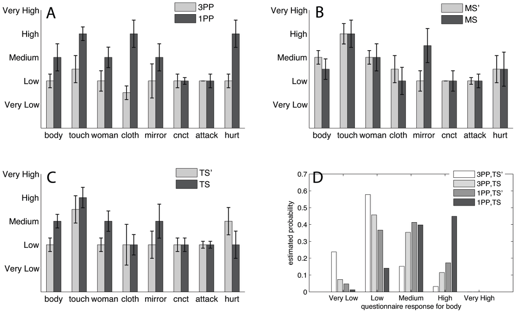 A
Very High
High
Medium
Low
Very Low
3PP
1PP
body touch woman cloth mirror cnct attack hurt
B
Very High
High
Medium
Low
Very Low
MS'
MS
body touch woman cloth mirror cnct attack hurt
C
Very High
High
Medium
Low
Very Low
TS'
TS
body touch woman cloth mirror cnct attack hurt
D
0.7
0.6
0.5
0.4
0.3
0.2
0.1
0
estimated probability
3PP,TS'
3PP,TS
1PP,TS'
1PP,TS
Very Low Low Medium High Very High
questionnaire response for body